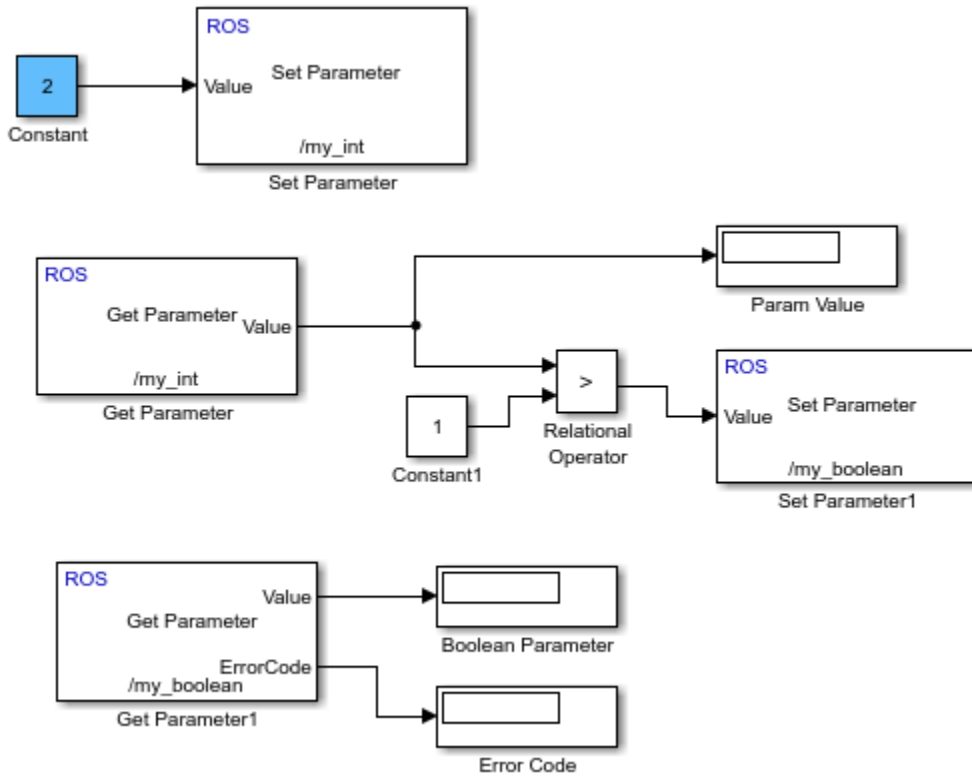 ROS
Set Parameter
2
Value
/my_int
Constant
Set Parameter
ROS
Get Parameter
Value
/my_int
Get Parameter
Param Value
1
Constant1
>
Relational
Operator
ROS
Set Parameter
Value
/my_boolean
Set Parameter1
ROS
Value
Get Parameter
ErrorCode
/my_boolean
Get Parameter1
Boolean Parameter
Error Code